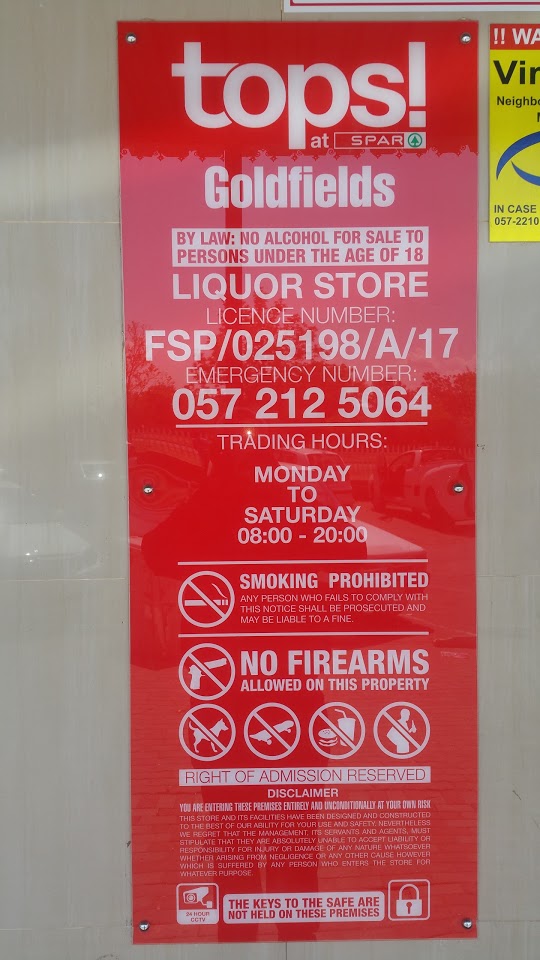 tops!
at SPAR
Goldfields
BY LAW: NO ALCOHOL FOR SALE TO
PERSONS UNDER THE AGE OF 18
LIQUOR STORE
LICENCE NUMBER:
FSP/025198/A/17
EMERGENCY NUMBER:
057 212 5064
TRADING HOURS:
MONDAY
TO
SATURDAY
08:00 - 20:00
SMOKING PROHIBITED
ANY PERSON WHO FAILS TO COMPLY WITH
THIS NOTICE SHALL BE PROSECUTED AND
MAY BE LIABLE TO A FINE.
NO FIREARMS
ALLOWED ON THIS PROPERTY
RIGHT OF ADMISSION RESERVED
DISCLAIMER
YOU ARE ENTERING THESE PREMISES ENTIRELY AND UNCONDITIONALLY AT YOUR OWN RISK
THIS STORE AND ITS FACILITIES HAVE BEEN DESIGNED AND CONSTRUCTED
TO THE BEST OF OUR ABILITY FOR YOUR USE AND SAFETY. NEVERTHELESS
WE REGRET THAT THE MANAGEMENT, ITS SERVANTS AND AGENTS, MUST
STIPULATE THAT THEY ARE ABSOLUTELY UNABLE TO ACCEPT LIABILITY OR
RESPONSIBILITY FOR INJURY OR DAMAGE OF ANY NATURE WHATSOEVER
WHETHER ARISING FROM NEGLIGENCE OR ANY OTHER CAUSE HOWEVER
WHICH IS SUFFERED BY ANY PERSON WHO ENTERS THE STORE FOR
WHATEVER PURPOSE
24 HOUR
CCTV
THE KEYS TO THE SAFE ARE
NOT HELD ON THESE PREMISES
!! WA
Vir
Neighbo
IN CASE
057-2210